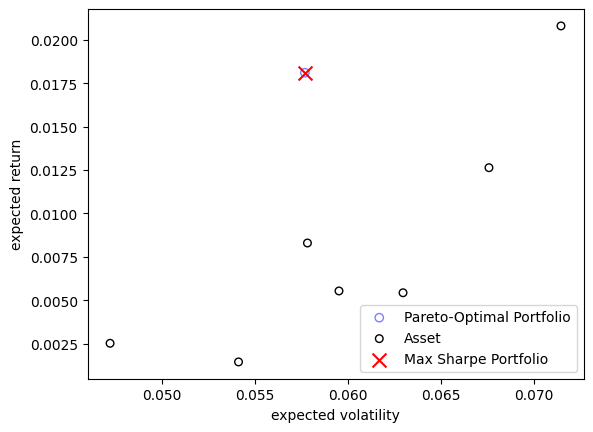 0.0200
0.0175
0.0150
0.0125
0.0100
0.0075
0.0050
0.0025
expected return
Pareto-Optimal Portfolio
Asset
Max Sharpe Portfolio
0.050 0.055 0.060 0.065 0.070
expected volatility